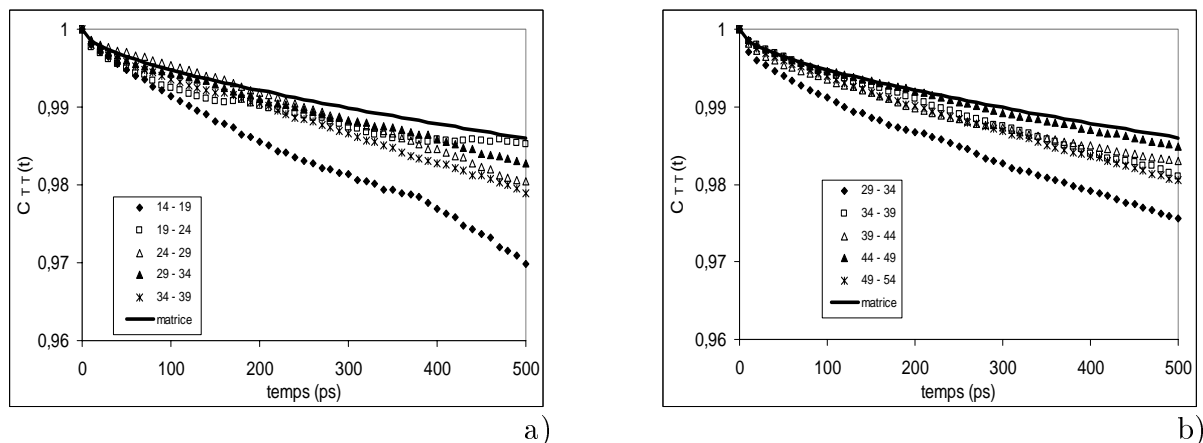 1
0,99
0,98
0,97
0,96
C TT (t)
14 - 19
19 - 24
24 - 29
29 - 34
34 - 39
matrice
0 100 200 300 400 500
temps (ps)
a)
1
0,99
0,98
0,97
0,96
C TT (t)
29 - 34
34 - 39
39 - 44
44 - 49
49 - 54
matrice
0 100 200 300 400 500
temps (ps)
b)